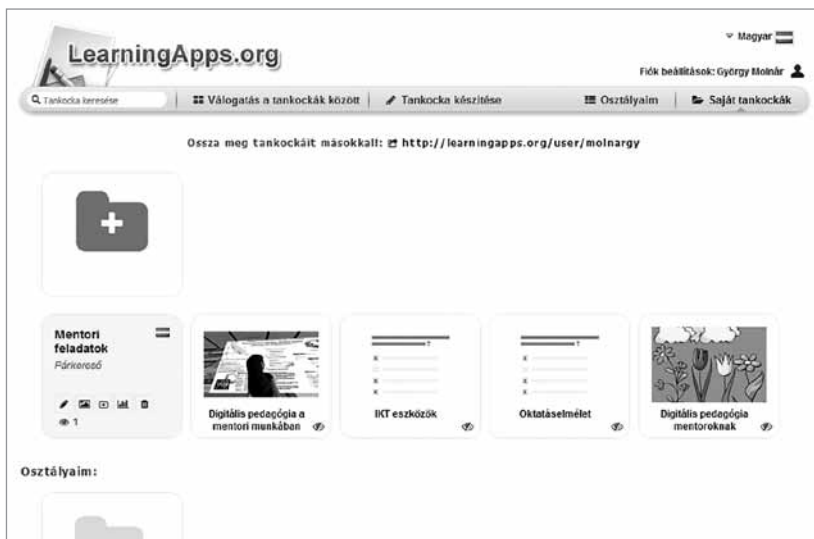 LearningApps.org
Magyar
Fiók beállítások: György Molnár
Tankocka keresése
Válogatás a tankockák között
Tankocka készítése
Osztályaim
Saját tankockák
Ossza meg tankockáit másokkal! http://learningapps.org/user/molnargy
Mentori
feladatok
Párkereső
1
Digitális pedagógia a
mentori munkában
IKT eszközök
Oktatáselmélet
Digitális pedagógia
mentoroknak
Osztályaim: